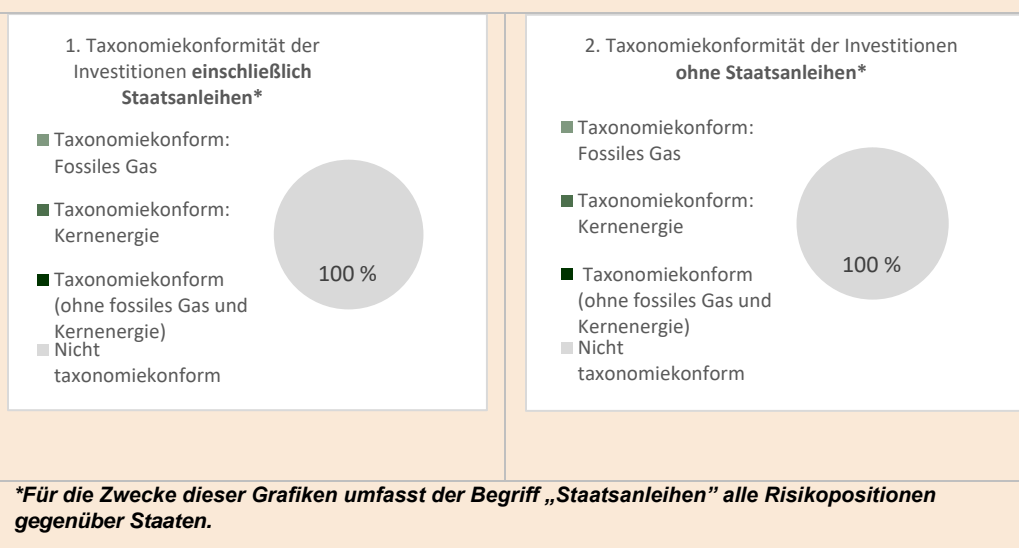 1. Taxonomiekonformität der
Investitionen einschließlich
Staatsanleihen*
Taxonomiekonform:
Fossiles Gas
Taxonomiekonform:
Kernenergie
Taxonomiekonform
(ohne fossiles Gas und
Kernenergie)
Nicht
taxonomiekonform
100 %
2. Taxonomiekonformität der Investitionen
ohne Staatsanleihen*
Taxonomiekonform:
Fossiles Gas
Taxonomiekonform:
Kernenergie
Taxonomiekonform
(ohne fossiles Gas und
Kernenergie)
Nicht
taxonomiekonform
100 %
*Für die Zwecke dieser Grafiken umfasst der Begriff „Staatsanleihen” alle Risikopositionen
gegenüber Staaten.